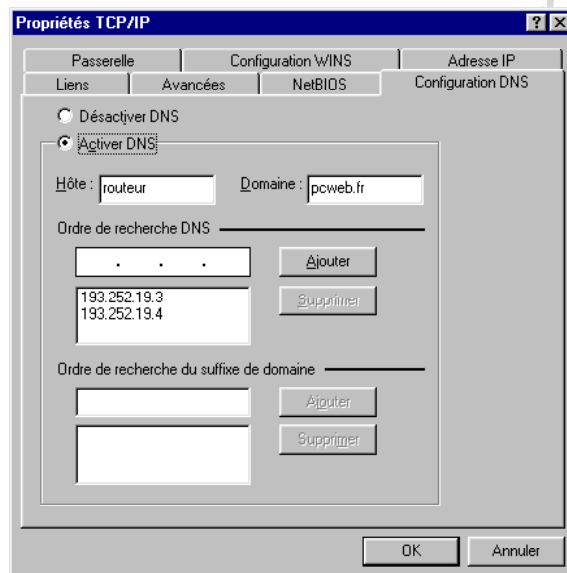 Propriétés TCP/IP
Passerelle Configuration WINS Adresse IP
Liens Avancées NetBIOS Configuration DNS
Désactiver DNS
Activer DNS
Hôte : routeur Domaine : pcweb.fr
Ordre de recherche DNS
. . . Ajouter
193.252.19.3 Supprimer
193.252.19.4
Ordre de recherche du suffixe de domaine
Ajouter
Supprimer
OK Annuler